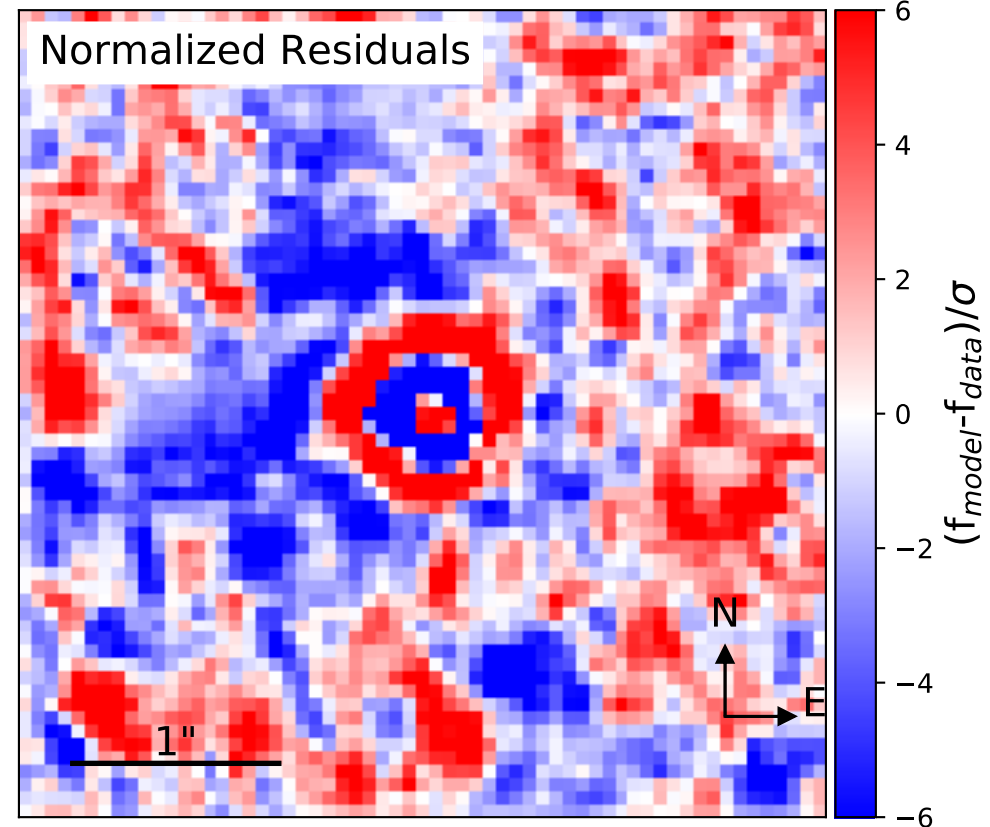 Normalized Residuals
6
4
2
0
−2
−4
−6
(f_model-f_data)/σ
N
E
1"